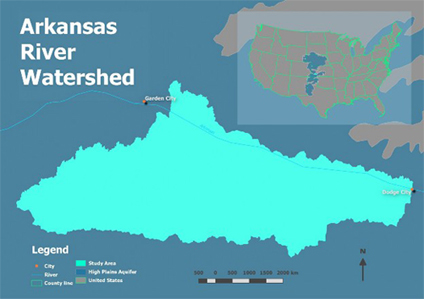 Arkansas
River
Watershed
Garden City
Dodge City
Legend
City
River
County line
Study Area
High Plains Aquifer
United States
500 0 500 1000 1500 2000 km
N